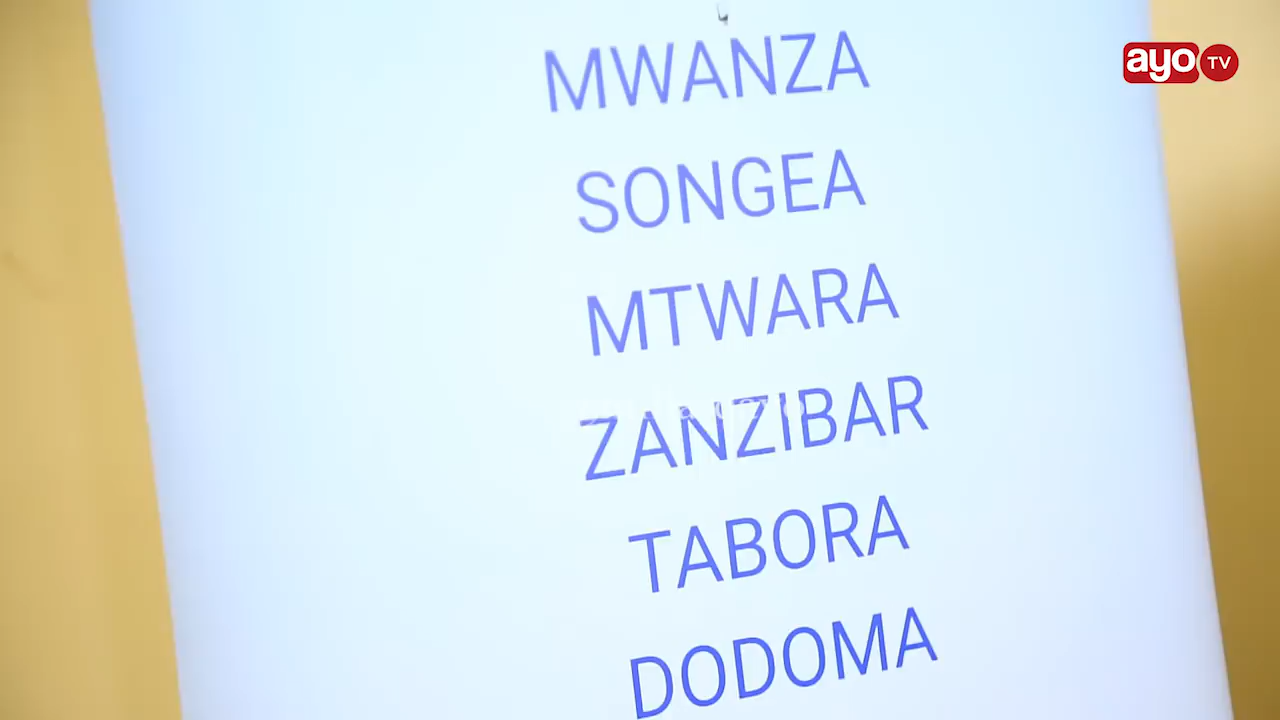 MWANZA
ayo TV
SONGEA
MTWARA
ZANZIBAR
TABORA
DODOMA